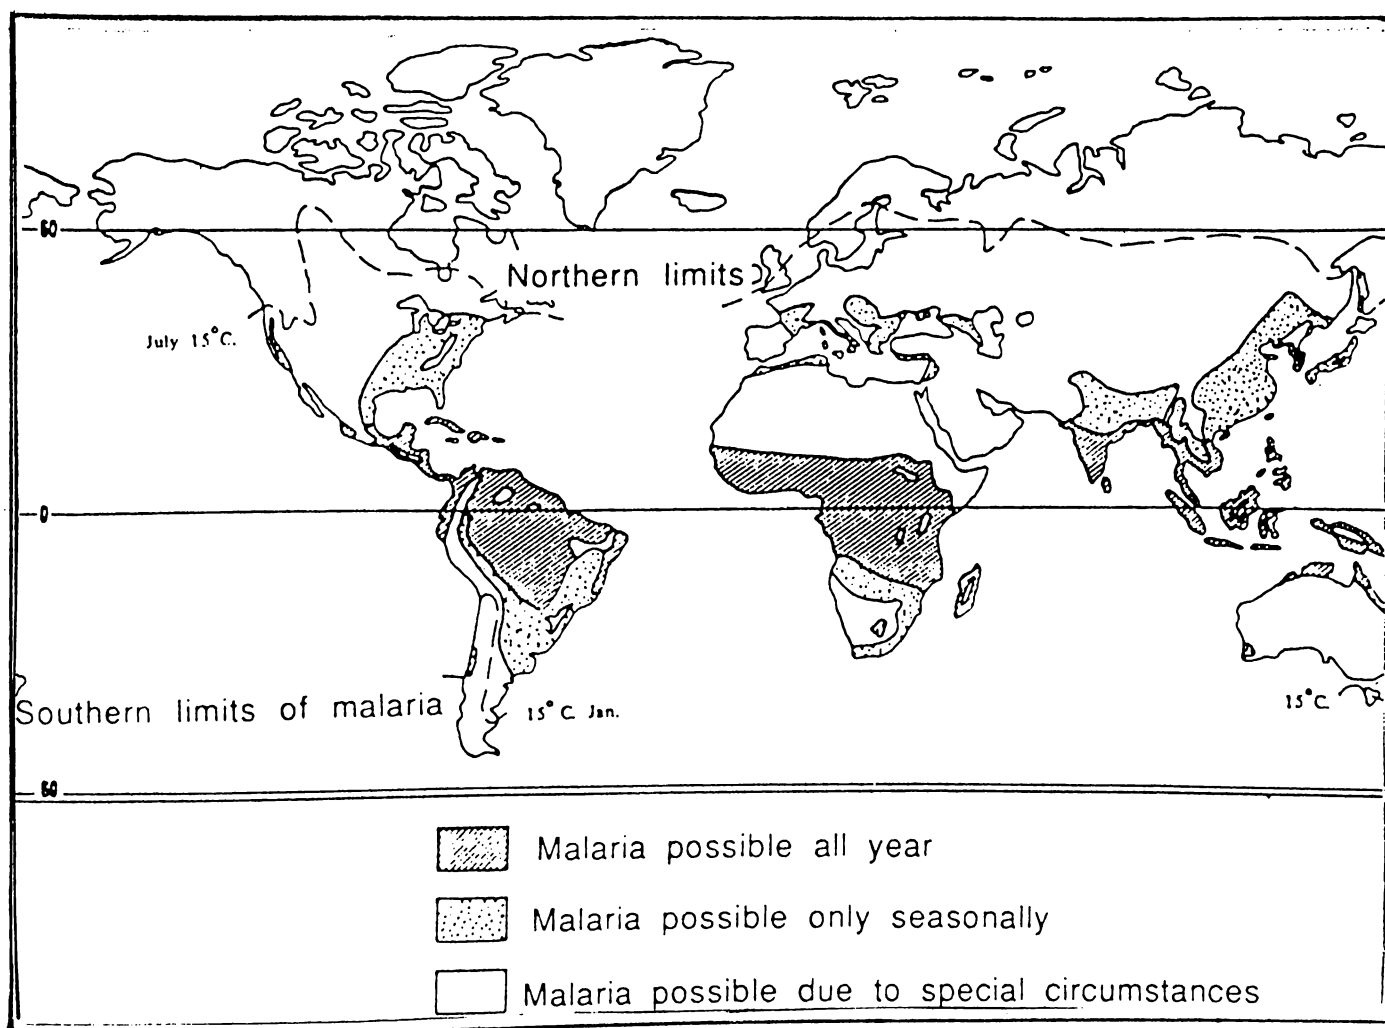 60
Northern limits
July 15°C.
0
Southern limits of malaria
15° C Jan.
15°C
60
Malaria possible all year
Malaria possible only seasonally
Malaria possible due to special circumstances